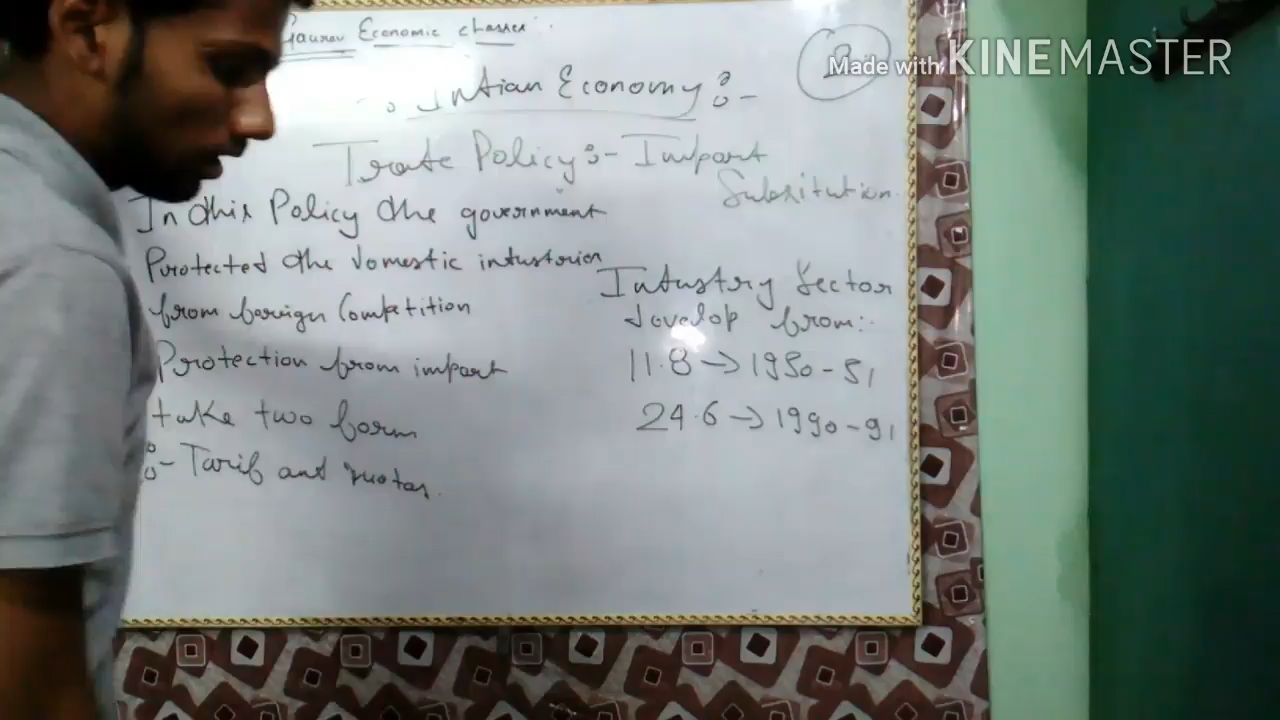 Gaurav Economic classes:
Made with KINEMASTER
Indian Economy :-
Trade Policy :- Import
Subsitution.
In this Policy the government
Protected the domestic industries
from foreign Competition
Protection from import
take two form
:- Tarif and quotas.
Industry Sector
develop from:-
11.8 → 1950-51
24.6 → 1990-91